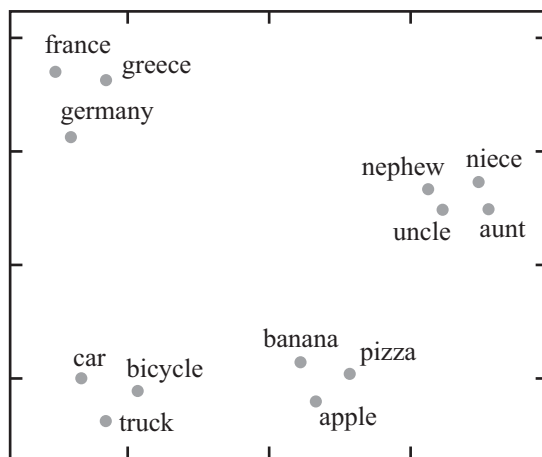 france
greece
germany
nephew
niece
uncle
aunt
banana
pizza
car
bicycle
apple
truck